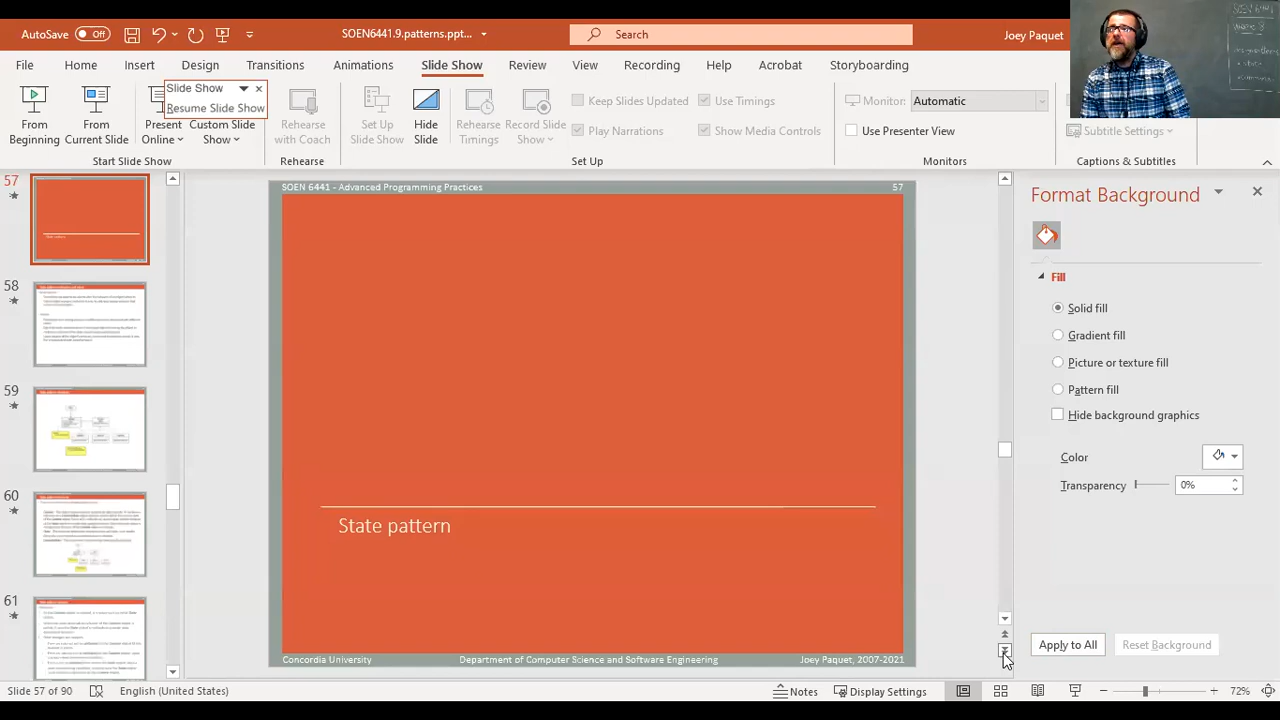 AutoSave Off
SOEN6441.9.patterns.ppt...
Search
Joey Paquet
File Home Insert Design Transitions Animations Slide Show Review View Recording Help Acrobat Storyboarding
Slide Show
Resume Slide Show
From Beginning
From Current Slide
Present Online
Custom Slide Show
Start Slide Show
Rehearse with Coach
Rehearse
Set Up Slide Show
Hide Slide
Rehearse Timings
Record Slide Show
Keep Slides Updated
Play Narrations
Use Timings
Show Media Controls
Set Up
Monitor: Automatic
Use Presenter View
Monitors
Subtitle Settings
Captions & Subtitles
57
58
59
60
61
SOEN 6441 - Advanced Programming Practices 57
State pattern
Concordia University Department of Computer Science and Software Engineering Joey Paquet, 2007-2021
Format Background
Fill
Solid fill
Gradient fill
Picture or texture fill
Pattern fill
Hide background graphics
Color
Transparency 0%
Apply to All Reset Background
Slide 57 of 90 English (United States) Notes Display Settings 72%